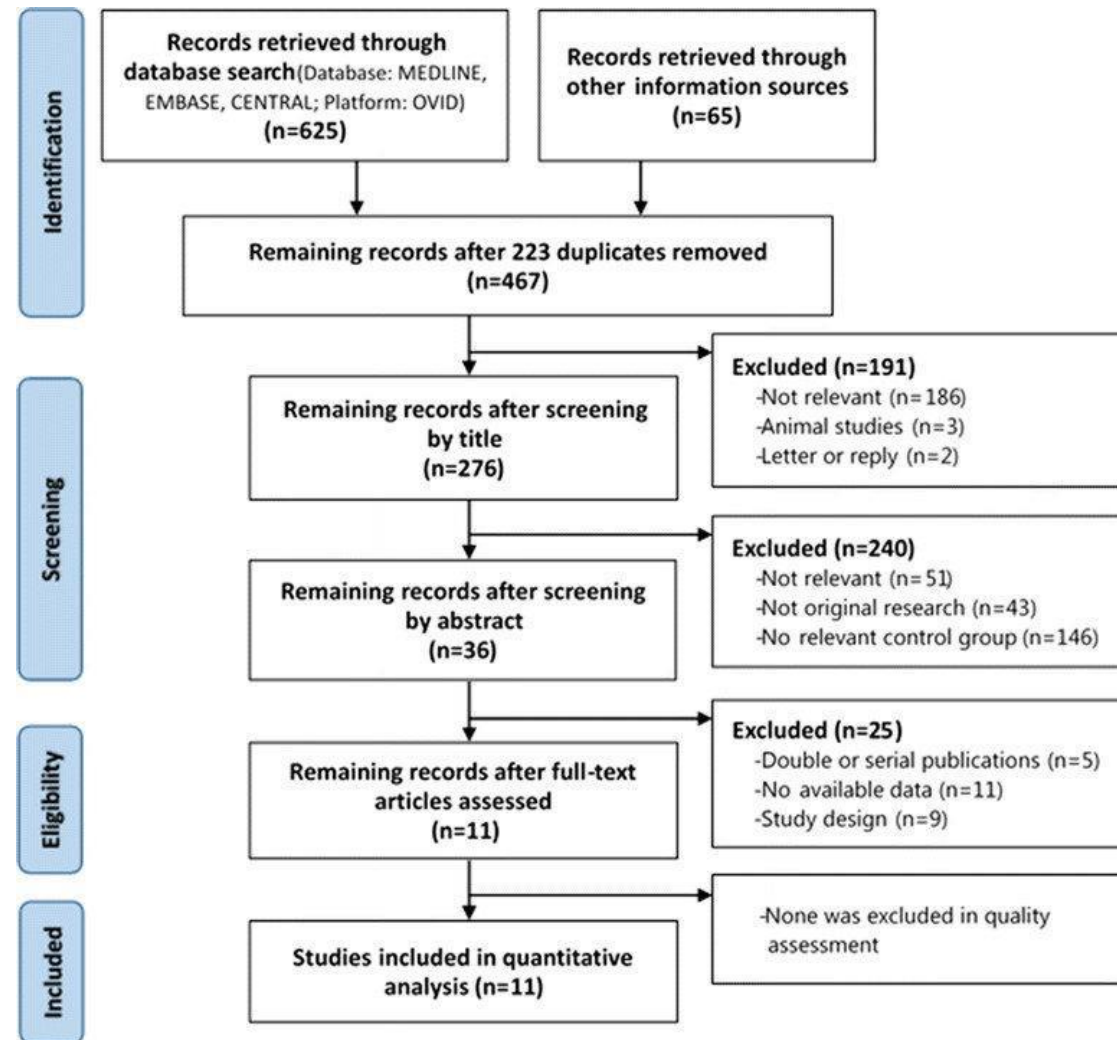 Identification
Records retrieved through
database search(Database: MEDLINE,
EMBASE, CENTRAL; Platform: OVID)
(n=625)
Records retrieved through
other information sources
(n=65)
Remaining records after 223 duplicates removed
(n=467)
Screening
Remaining records after screening
by title
(n=276)
Excluded (n=191)
-Not relevant (n=186)
-Animal studies (n=3)
-Letter or reply (n=2)
Remaining records after screening
by abstract
(n=36)
Excluded (n=240)
-Not relevant (n=51)
-Not original research (n=43)
-No relevant control group (n=146)
Eligibility
Remaining records after full-text
articles assessed
(n=11)
Excluded (n=25)
-Double or serial publications (n=5)
-No available data (n=11)
-Study design (n=9)
Included
Studies included in quantitative
analysis (n=11)
-None was excluded in quality
assessment